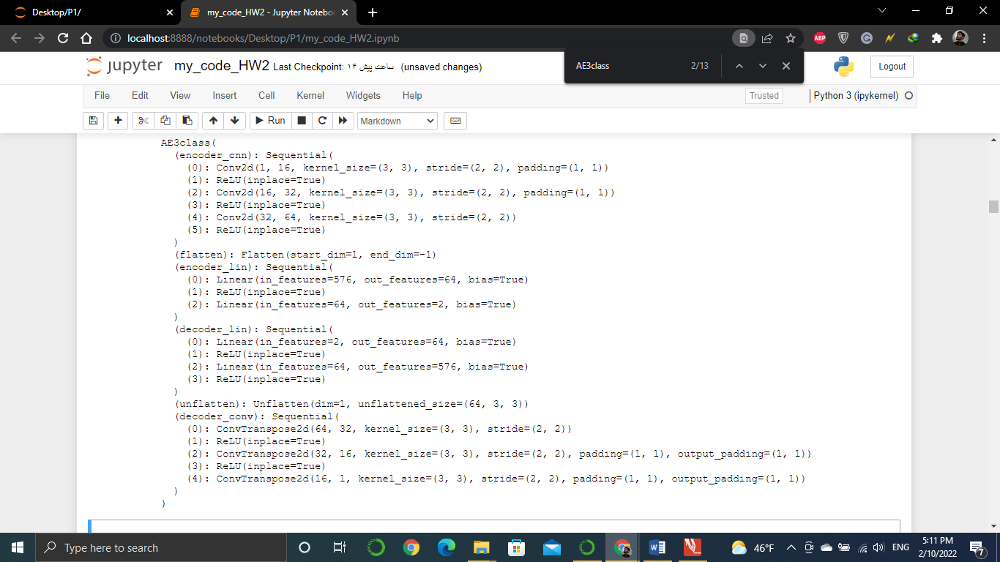 Desktop/P1/
my_code_HW2 - Jupyter Notebo
localhost:8888/notebooks/Desktop/P1/my_code_HW2.ipynb
ABP
AE3class 2/13
jupyter my_code_HW2 Last Checkpoint: ۱۴ ساعت پیش (unsaved changes)
Logout
File Edit View Insert Cell Kernel Widgets Help
Trusted
Python 3 (ipykernel)
Run
Markdown
AE3class(
(encoder_cnn): Sequential(
(0): Conv2d(1, 16, kernel_size=(3, 3), stride=(2, 2), padding=(1, 1))
(1): ReLU(inplace=True)
(2): Conv2d(16, 32, kernel_size=(3, 3), stride=(2, 2), padding=(1, 1))
(3): ReLU(inplace=True)
(4): Conv2d(32, 64, kernel_size=(3, 3), stride=(2, 2))
(5): ReLU(inplace=True)
)
(flatten): Flatten(start_dim=1, end_dim=-1)
(encoder_lin): Sequential(
(0): Linear(in_features=576, out_features=64, bias=True)
(1): ReLU(inplace=True)
(2): Linear(in_features=64, out_features=2, bias=True)
)
(decoder_lin): Sequential(
(0): Linear(in_features=2, out_features=64, bias=True)
(1): ReLU(inplace=True)
(2): Linear(in_features=64, out_features=576, bias=True)
(3): ReLU(inplace=True)
)
(unflatten): Unflatten(dim=1, unflattened_size=(64, 3, 3))
(decoder_conv): Sequential(
(0): ConvTranspose2d(64, 32, kernel_size=(3, 3), stride=(2, 2))
(1): ReLU(inplace=True)
(2): ConvTranspose2d(32, 16, kernel_size=(3, 3), stride=(2, 2), padding=(1, 1), output_padding=(1, 1))
(3): ReLU(inplace=True)
(4): ConvTranspose2d(16, 1, kernel_size=(3, 3), stride=(2, 2), padding=(1, 1), output_padding=(1, 1))
)
)
Type here to search
46°F
ENG
5:11 PM
2/10/2022
7